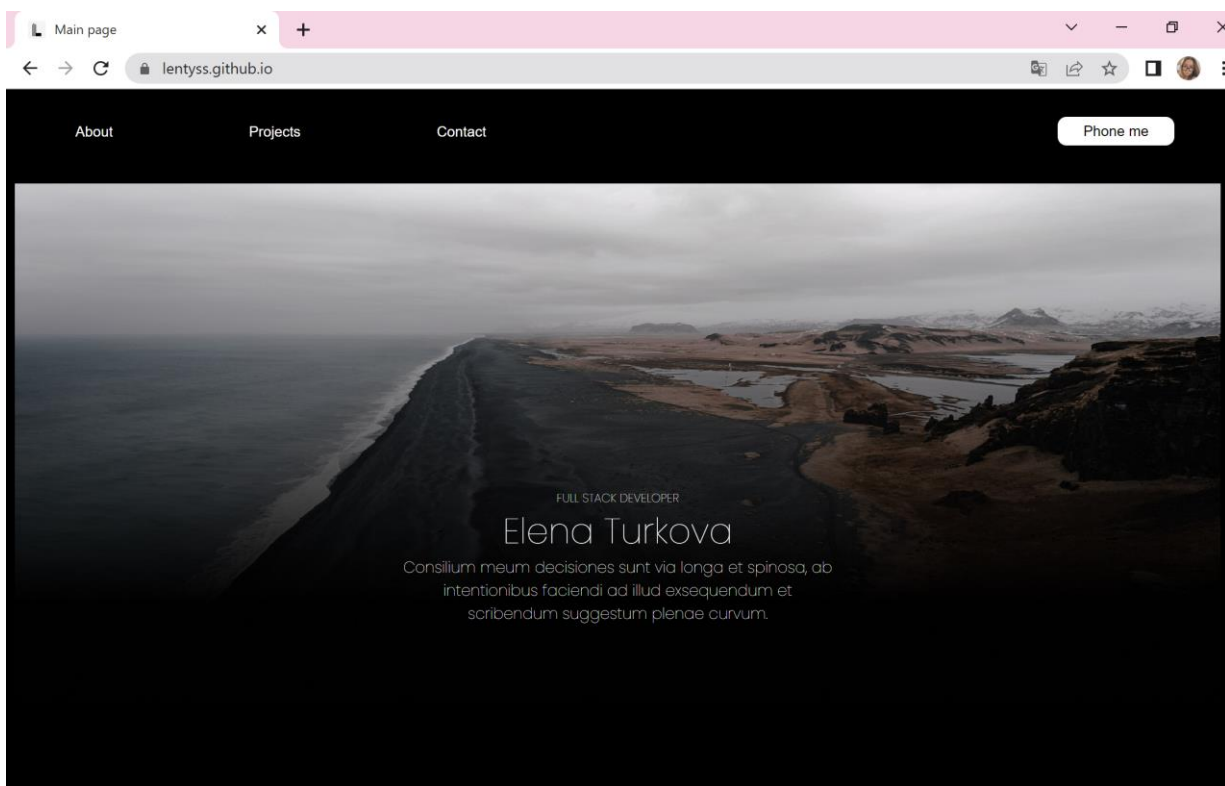 Main page
lentyss.github.io
About Projects Contact Phone me
FULL STACK DEVELOPER
Elena Turkova
Consilium meum decisiones sunt via longa et spinosa, ab
intentionibus faciendi ad illud exsequendum et
scribendum suggestum plenae curvum.